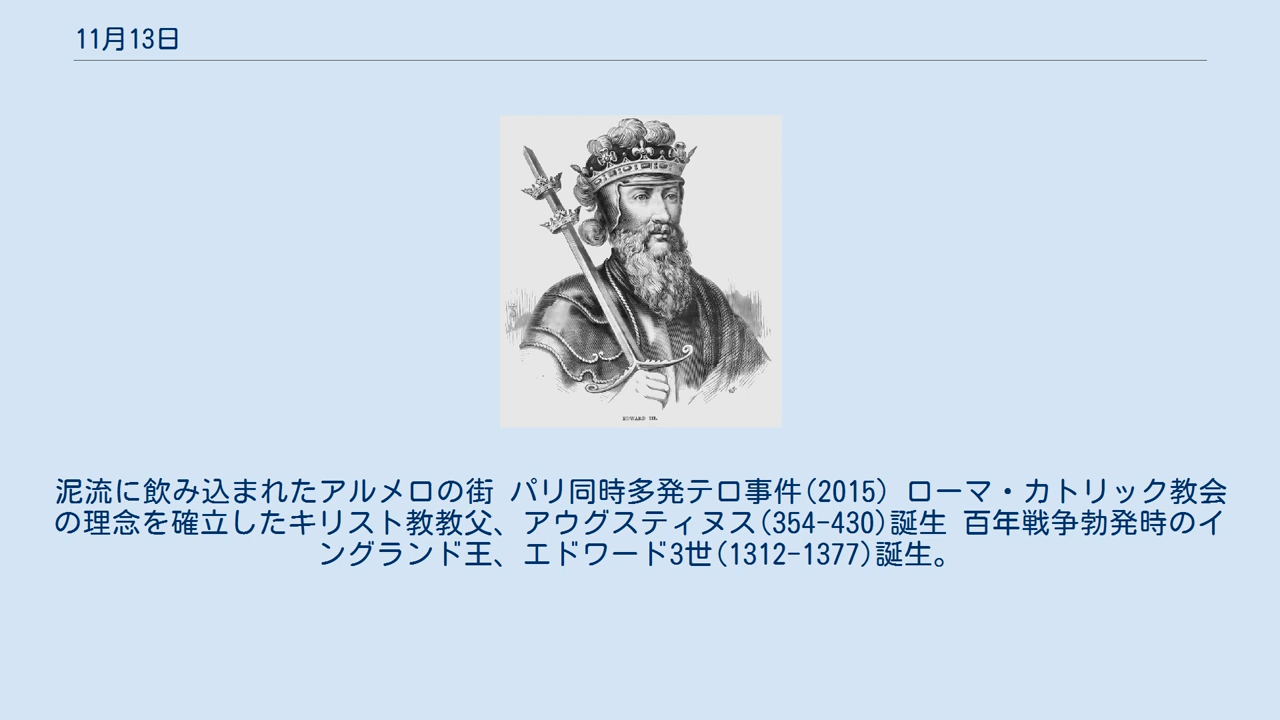 11月13日
EDWARD III.
泥流に飲み込まれたアルメロの街 パリ同時多発テロ事件(2015) ローマ・カトリック教会
の理念を確立したキリスト教教父、アウグスティヌス(354-430)誕生 百年戦争勃発時のイ
ングランド王、エドワード3世(1312-1377)誕生。